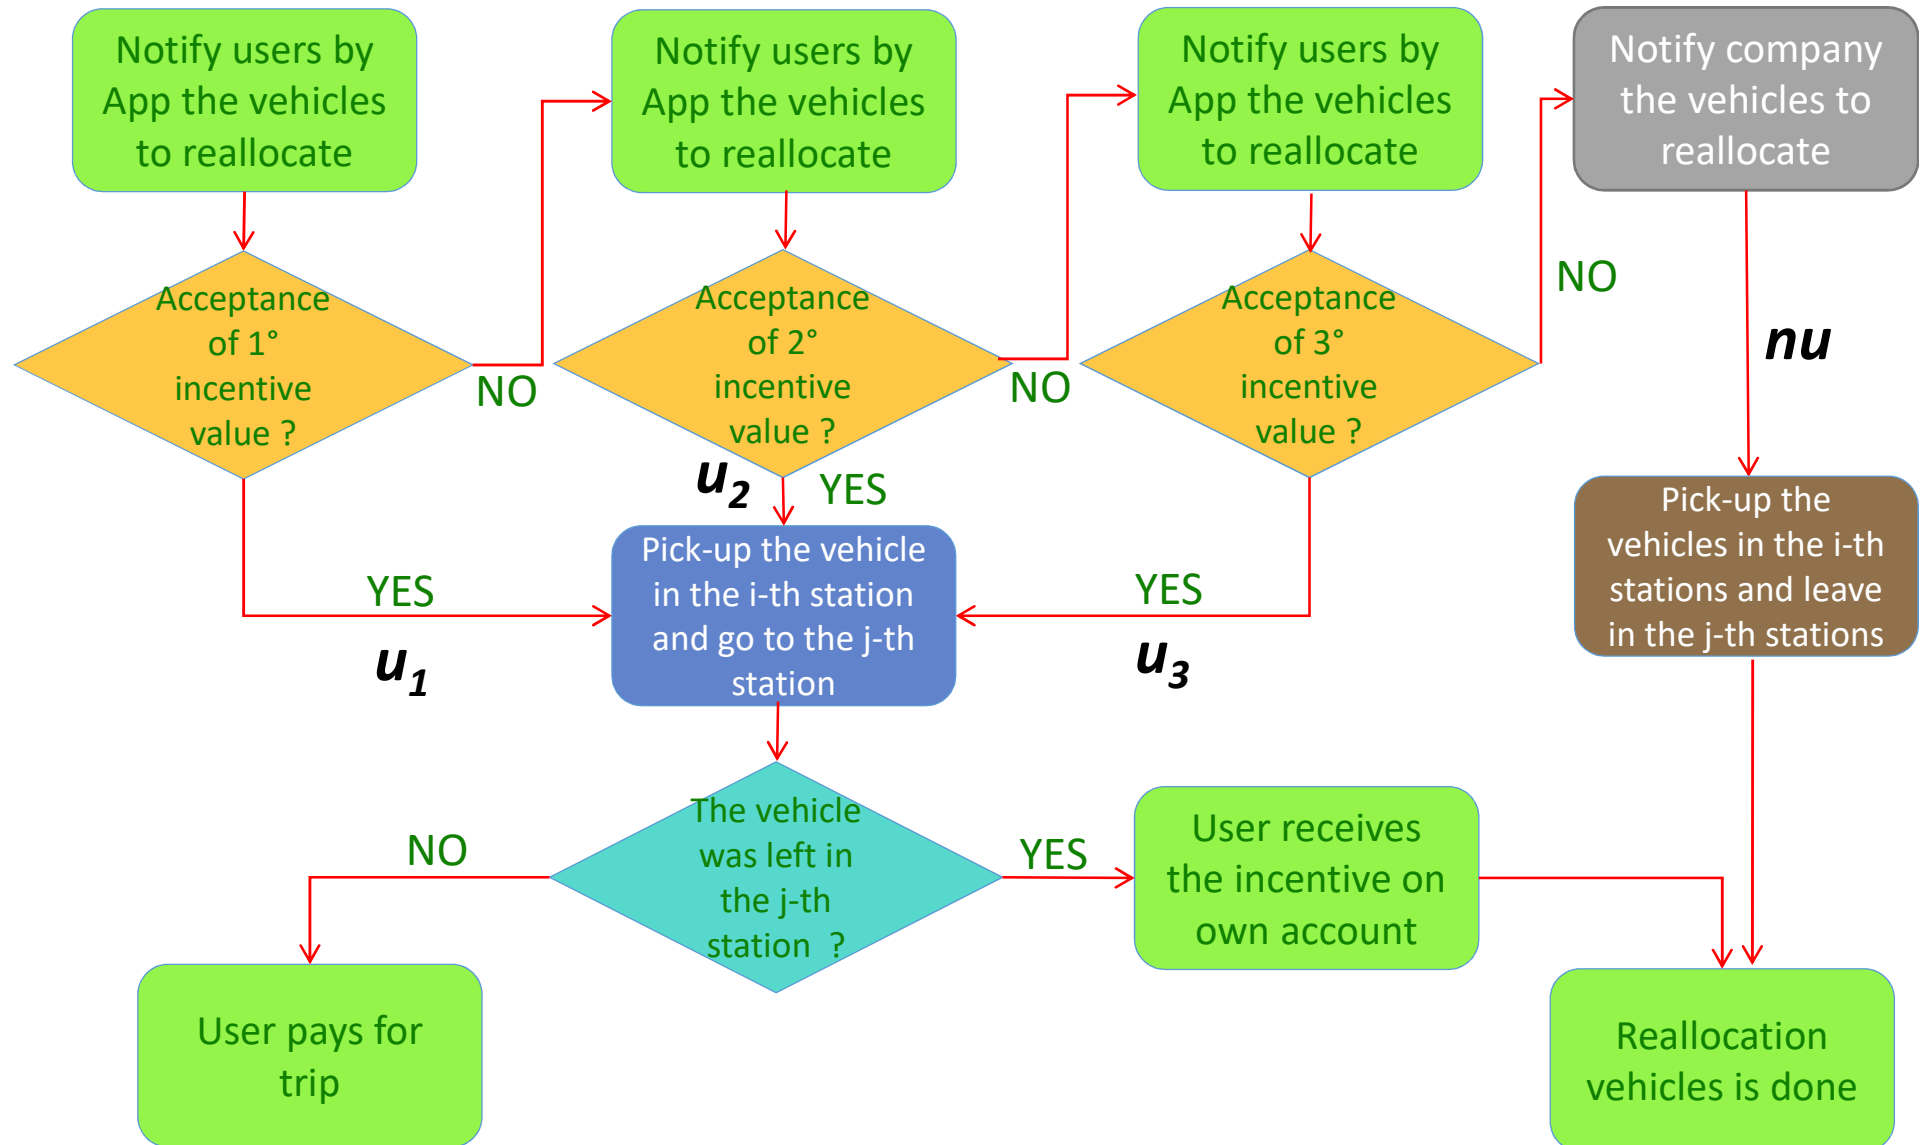 Notify users by
App the vehicles
to reallocate
Notify users by
App the vehicles
to reallocate
Notify users by
App the vehicles
to reallocate
Notify company
the vehicles to
reallocate
Acceptance
of 1°
incentive
value ?
NO
Acceptance
of 2°
incentive
value ?
NO
Acceptance
of 3°
incentive
value ?
NO
nu
u2
YES
YES
u1
Pick-up the vehicle
in the i-th station
and go to the j-th
station
YES
u3
Pick-up the
vehicles in the i-th
stations and leave
in the j-th stations
NO
The vehicle
was left in
the j-th
station ?
YES
User receives
the incentive on
own account
User pays for
trip
Reallocation
vehicles is done